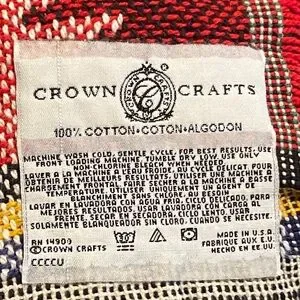 CROWN CRAFTS
100% COTTON•COTON•ALGODON
MACHINE WASH COLD, GENTLE CYCLE, FOR BEST RESULTS, USE
FRONT LOADING MACHINE, TUMBLE DRY LOW, USE ONLY
NON-CHLORINE BLEACH WHEN NEEDED.
LAVER A LA MACHINE A L'EAU FROIDE, AU CYCLE DELICAT. POUR
OBTENIR DE MEILLEURS RESULTATS, UTILISER UNE MACHINE A
CHARGEMENT FRONTAL. FAIRE SECHER A LA MACHINE A BASSE
TEMPERATURE, UTILISER UNIQUEMENT UN AGENT DE
BLANCHIMENT SANS CHLORE AU BESOIN.
LAVAR EN LAVADORA CON AGUA FRIA, CICLO DELICADO. PARA
MEJORES RESULTADOS, USAR LAVADORA DE CARGA
FRENTE, SECAR EN SECADORA, CICLO LENTO, USAR
SOLAMENTE BLANQUEADOR SIN CLORO, CUANDO SE NECESITE.
RN 14909
©CROWN CRAFTS
CCCCU
MADE IN U.S.A.
FABRIQUE AUX E.V.
HECHO EN EE.UU.